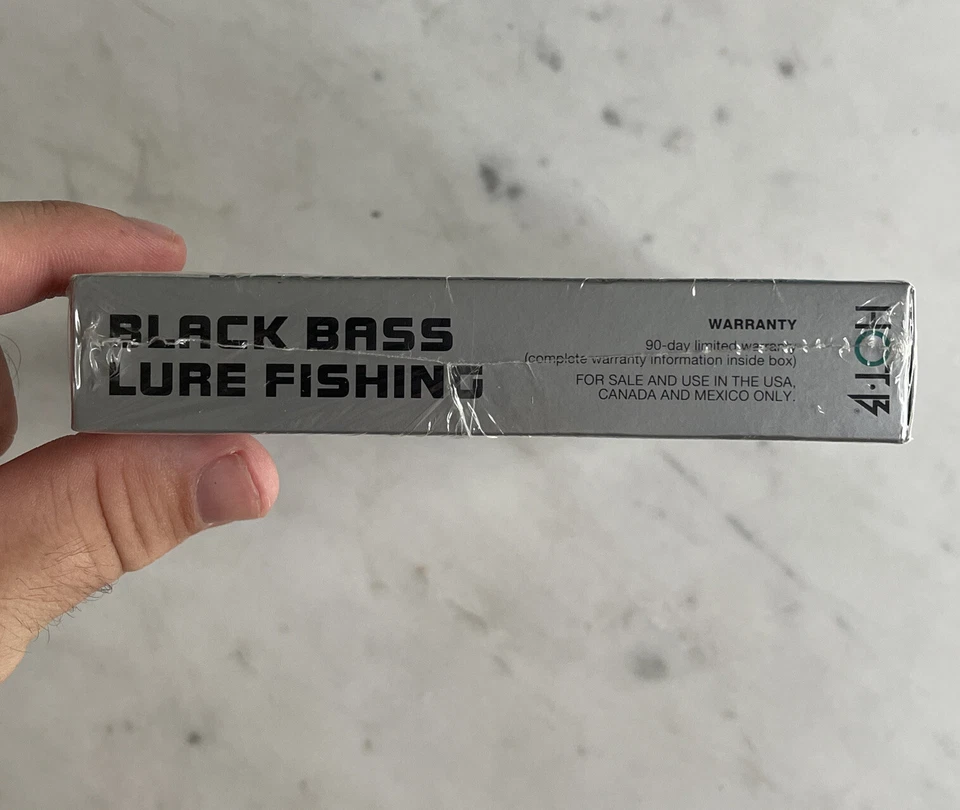 BLACK BASS
LURE FISHING
WARRANTY
90-day limited warranty
(complete warranty information inside box)
FOR SALE AND USE IN THE USA,
CANADA AND MEXICO ONLY.
HOT·B